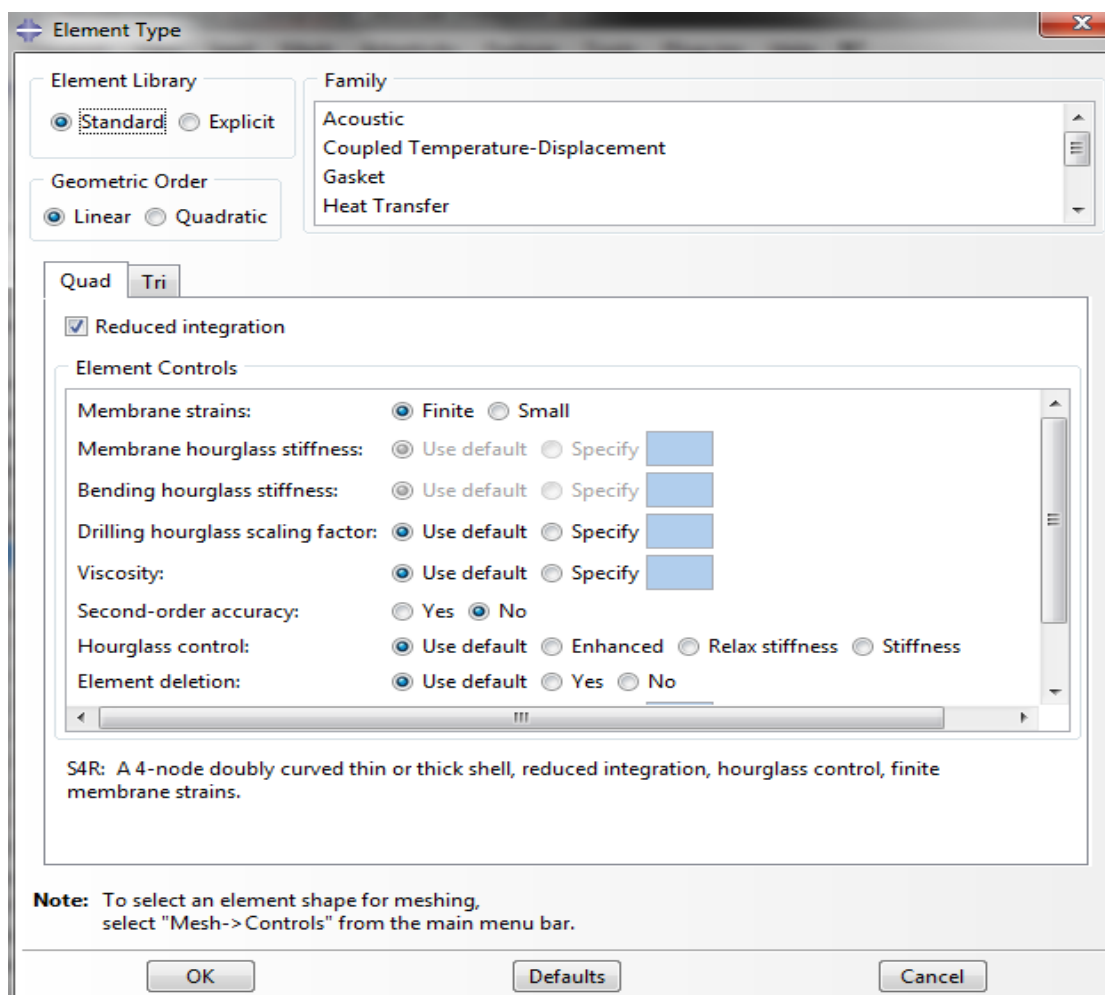 Element Type
Element Library
Standard Explicit
Family
Acoustic
Coupled Temperature-Displacement
Gasket
Heat Transfer
Geometric Order
Linear Quadratic
Quad Tri
Reduced integration
Element Controls
Membrane strains: Finite Small
Membrane hourglass stiffness: Use default Specify
Bending hourglass stiffness: Use default Specify
Drilling hourglass scaling factor: Use default Specify
Viscosity: Use default Specify
Second-order accuracy: Yes No
Hourglass control: Use default Enhanced Relax stiffness Stiffness
Element deletion: Use default Yes No
S4R: A 4-node doubly curved thin or thick shell, reduced integration, hourglass control, finite
membrane strains.
Note: To select an element shape for meshing,
select "Mesh->Controls" from the main menu bar.
OK Defaults Cancel